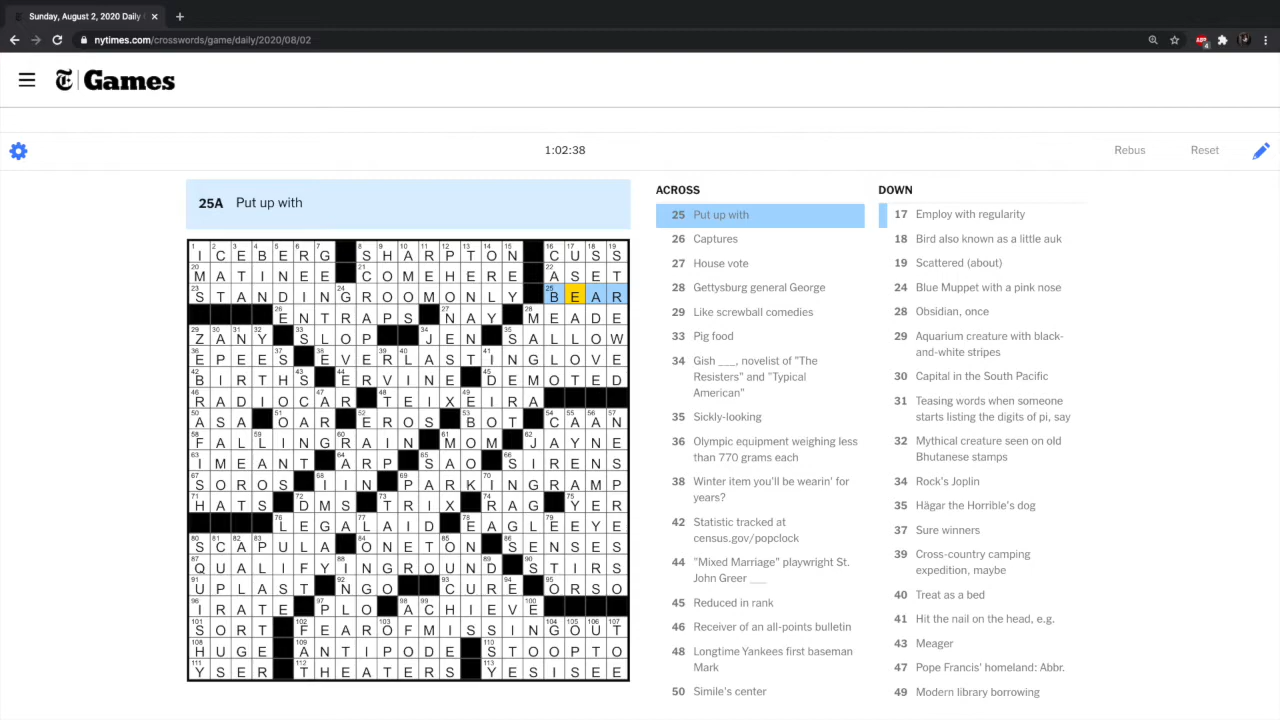 Sunday, August 2, 2020 Daily
nytimes.com/crosswords/game/daily/2020/08/02
4
T Games
1:02:38
Rebus
Reset
25A Put up with
ICEBERG SHARPTON CUSS
MATINEE COMEHERE ASET
STANDINGROOMONLY BEAR
ENTRAPS NAY MEADE
ZANY SLOP JEN SALLOW
EPEES EVERLASTINGLOVE
BIRTHS ERVINE DEMOTED
RADIOCAR TEIXEIRA
ASA OAR EROS BOT CAAN
FALLINGRAIN MOM JAYNE
IMEANT ARP SAO SIRENS
SOROS IIN PARKINGRAMP
HATS DMS TRIX RAG YER
LEGALAID EAGLEEYE
SCAPULA ONETON SENSES
QUALIFYINGROUND STIRS
UPLAST NGO CURE ORSO
IRATE PLO ACHIEVE
SORT FEAROFMISSINGOUT
HUGE ANTIPODE STOOPTO
YSER THEATERS YESISEE
ACROSS
25 Put up with
26 Captures
27 House vote
28 Gettysburg general George
29 Like screwball comedies
33 Pig food
34 Gish ___, novelist of "The
Resisters" and "Typical
American"
35 Sickly-looking
36 Olympic equipment weighing less
than 770 grams each
38 Winter item you'll be wearin' for
years?
42 Statistic tracked at
census.gov/popclock
44 "Mixed Marriage" playwright St.
John Greer ___
45 Reduced in rank
46 Receiver of an all-points bulletin
48 Longtime Yankees first baseman
Mark
50 Simile's center
DOWN
17 Employ with regularity
18 Bird also known as a little auk
19 Scattered (about)
24 Blue Muppet with a pink nose
28 Obsidian, once
29 Aquarium creature with black-
and-white stripes
30 Capital in the South Pacific
31 Teasing words when someone
starts listing the digits of pi, say
32 Mythical creature seen on old
Bhutanese stamps
34 Rock's Joplin
35 Hägar the Horrible's dog
37 Sure winners
39 Cross-country camping
expedition, maybe
40 Treat as a bed
41 Hit the nail on the head, e.g.
43 Meager
47 Pope Francis' homeland: Abbr.
49 Modern library borrowing